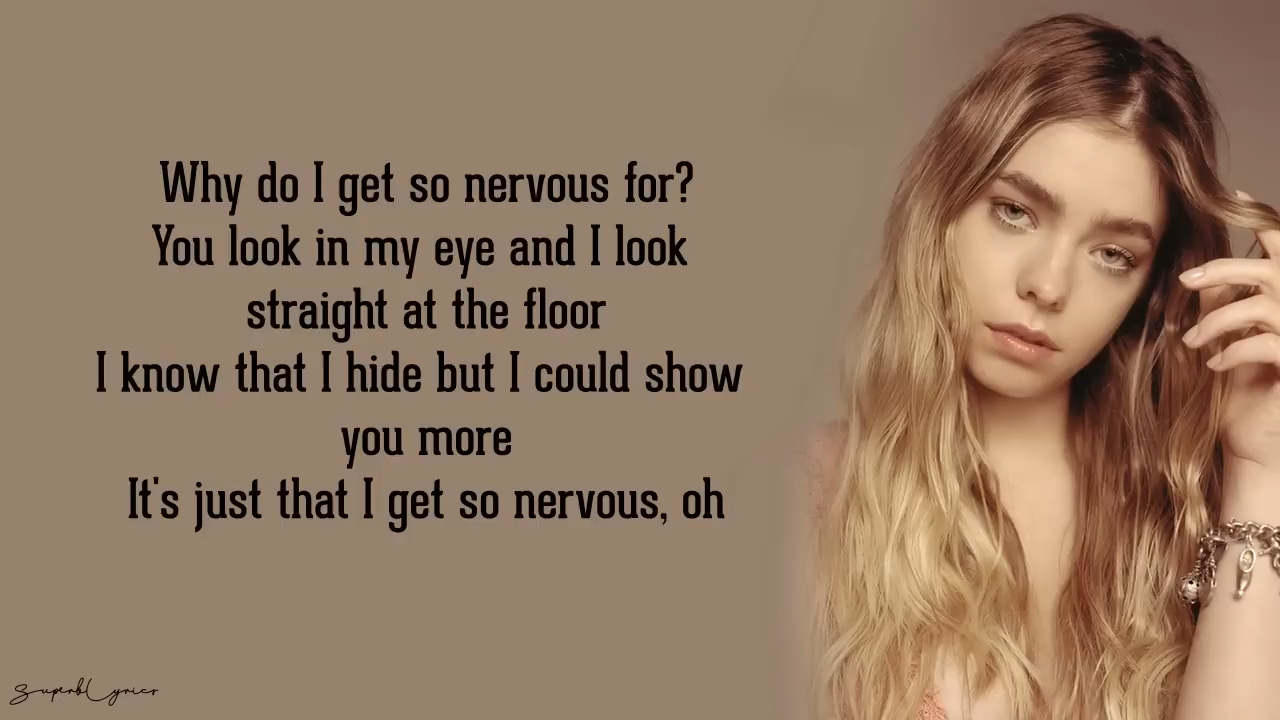 Why do I get so nervous for?
You look in my eye and I look
straight at the floor
I know that I hide but I could show
you more
It's just that I get so nervous, oh
SuperbLyrics